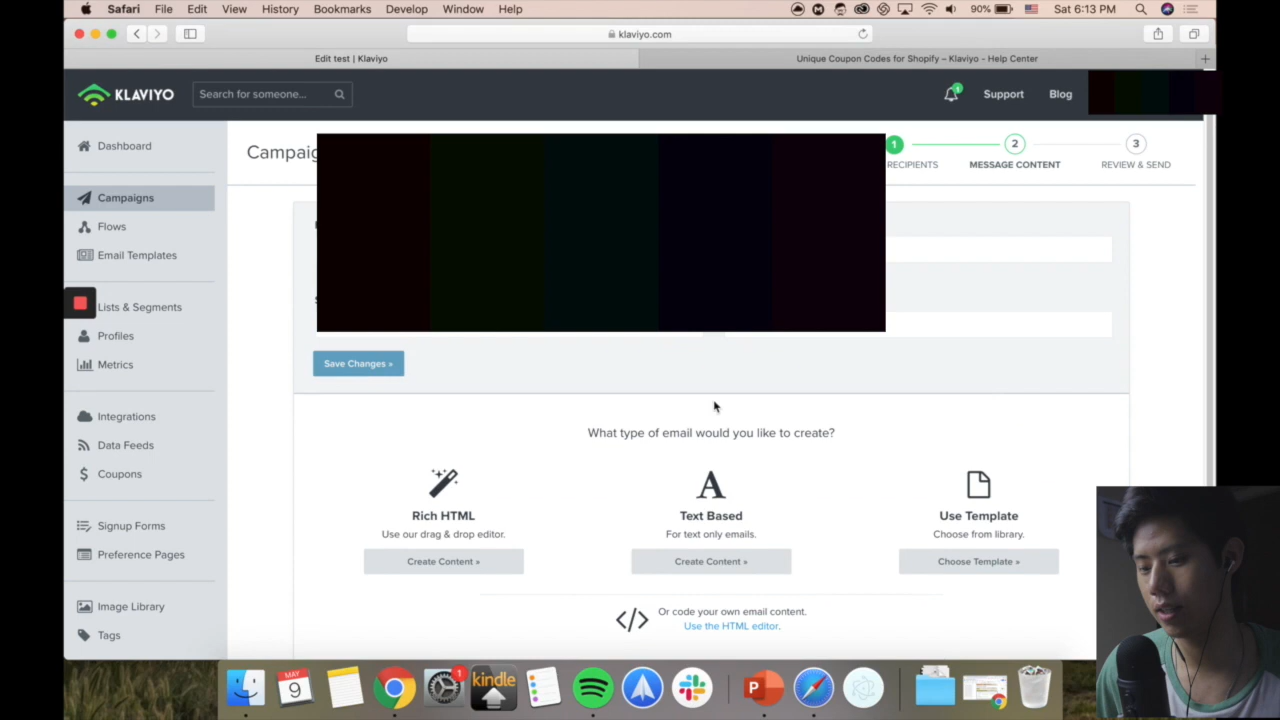 Safari File Edit View History Bookmarks Develop Window Help 90% Sat 6:13 PM
klaviyo.com
Edit test | Klaviyo
Unique Coupon Codes for Shopify – Klaviyo - Help Center
KLAVIYO
Search for someone...
1
Support
Blog
Dashboard
Campaigns
Flows
Email Templates
Lists & Segments
Profiles
Metrics
Integrations
Data Feeds
Coupons
Signup Forms
Preference Pages
Image Library
Tags
1
RECIPIENTS
2
MESSAGE CONTENT
3
REVIEW & SEND
Save Changes »
What type of email would you like to create?
Rich HTML
Use our drag & drop editor.
Create Content »
A
Text Based
For text only emails.
Create Content »
Use Template
Choose from library.
Choose Template »
</>
Or code your own email content.
Use the HTML editor.
MAY
9
1
kindle
P